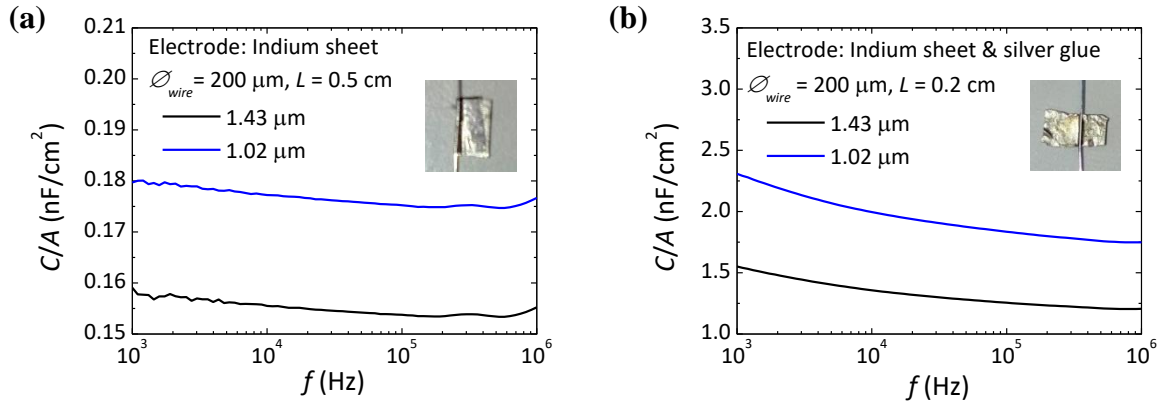 (a)
0.21
0.20
0.19
0.18
0.17
0.16
0.15
C/A (nF/cm²)
Electrode: Indium sheet
∅wire = 200 μm, L = 0.5 cm
1.43 μm
1.02 μm
10³ 10⁴ 10⁵ 10⁶
f (Hz)
(b)
3.5
3.0
2.5
2.0
1.5
1.0
C/A (nF/cm²)
Electrode: Indium sheet & silver glue
∅wire = 200 μm, L = 0.2 cm
1.43 μm
1.02 μm
10³ 10⁴ 10⁵ 10⁶
f (Hz)